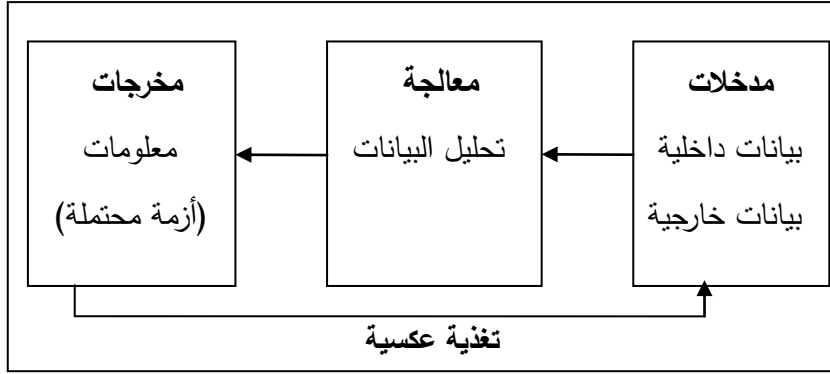 مدخلات
بيانات داخلية
بيانات خارجية
معالجة
تحليل البيانات
مخرجات
معلومات
(أزمة محتملة)
تغذية عكسية